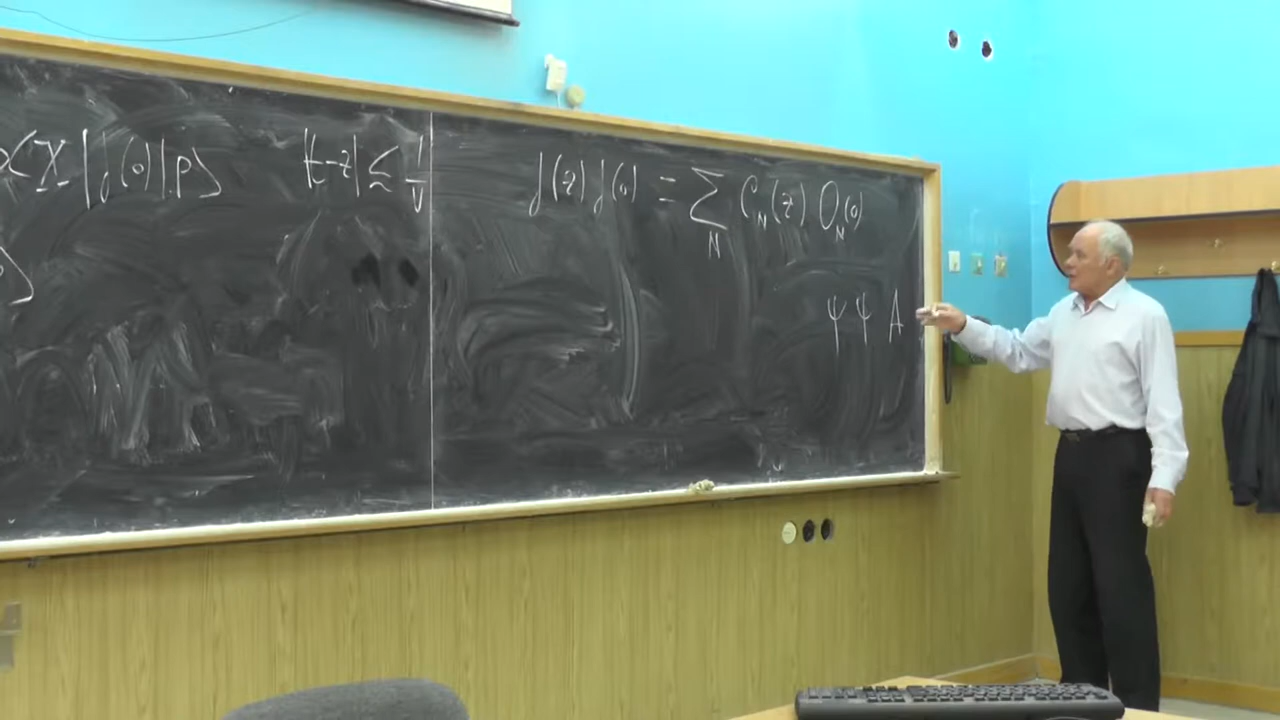 <X|j(0)|p> |t-z| ≲ 1/ν
j(z) j(0) = Σ_N C_N(z) O_N(0)
ψ ψ A